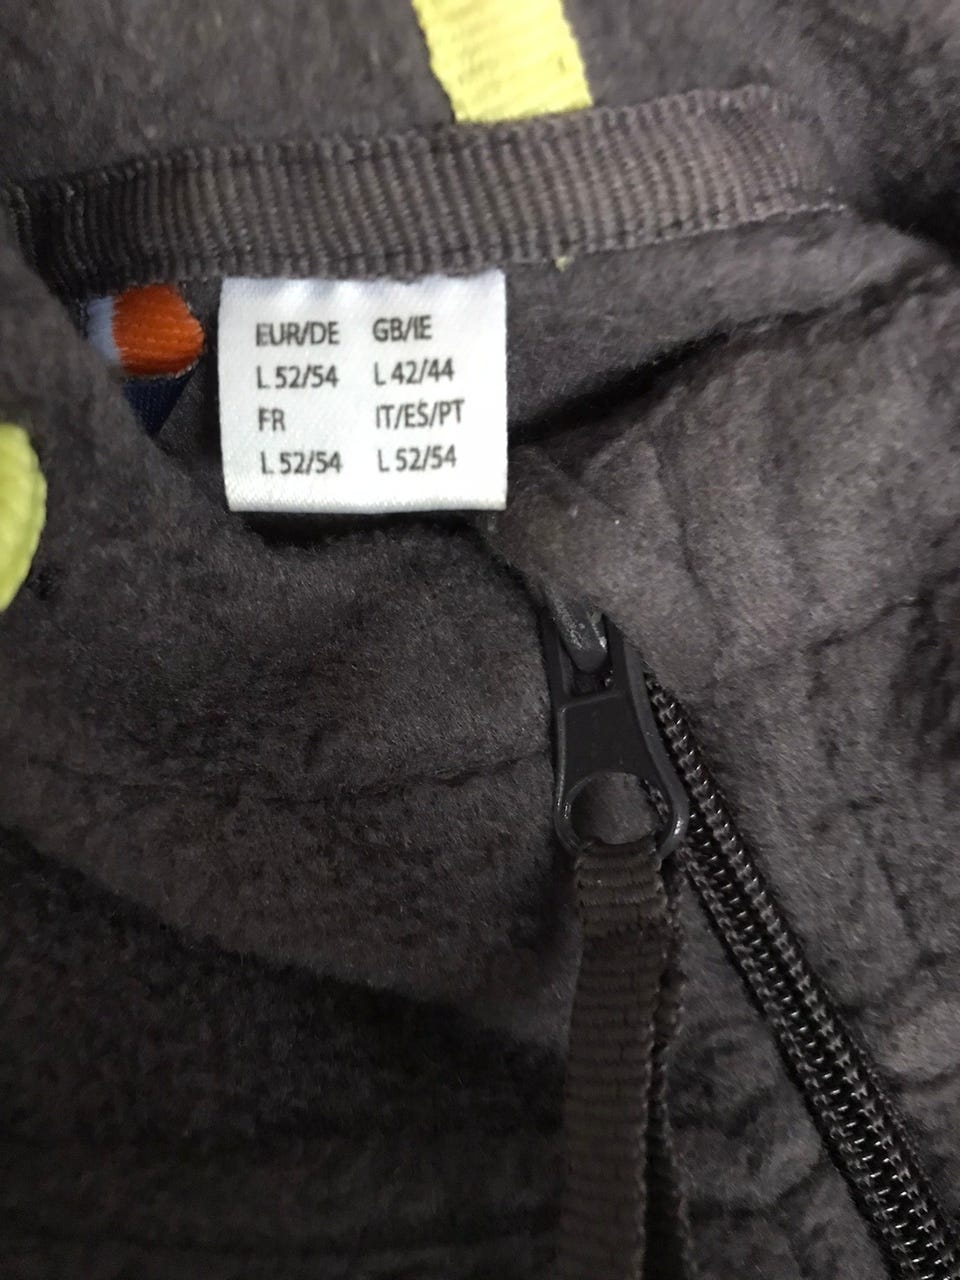 EUR/DE GB/IE
L 52/54 L 42/44
FR IT/ES/PT
L 52/54 L 52/54